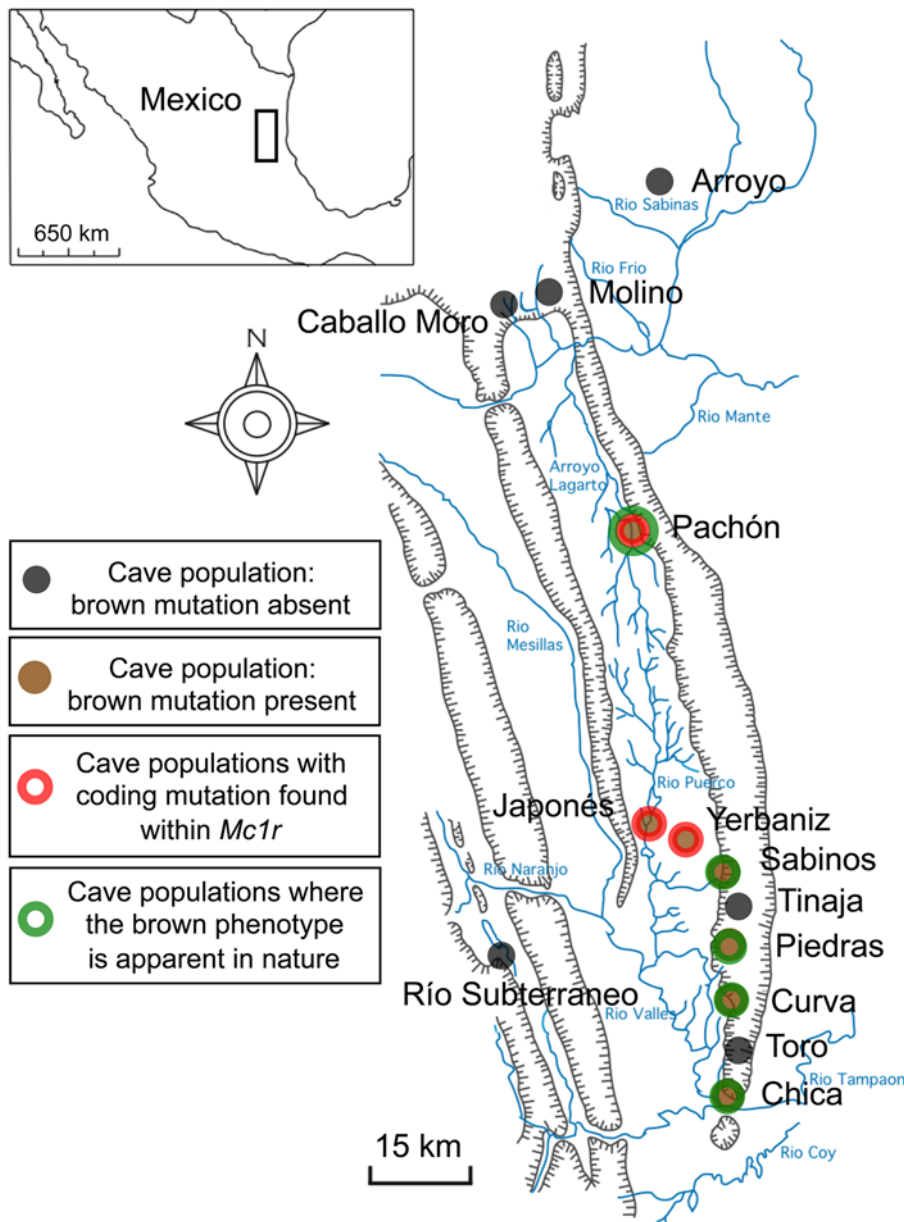 Mexico
650 km
Arroyo
Rio Sabinas
Rio Frio
Molino
Caballo Moro
N
Rio Mante
Arroyo
Lagarto
Pachón
Cave population:
brown mutation absent
Cave population:
brown mutation present
Cave populations with
coding mutation found
within Mc1r
Cave populations where
the brown phenotype
is apparent in nature
Rio
Mesillas
Rio Puerco
Japonés
Yerbaniz
Sabinos
Rio Naranjo
Tinaja
Piedras
Río Subterraneo
Rio Valles
Curva
Toro
Rio Tampaon
Chica
15 km
Rio Coy